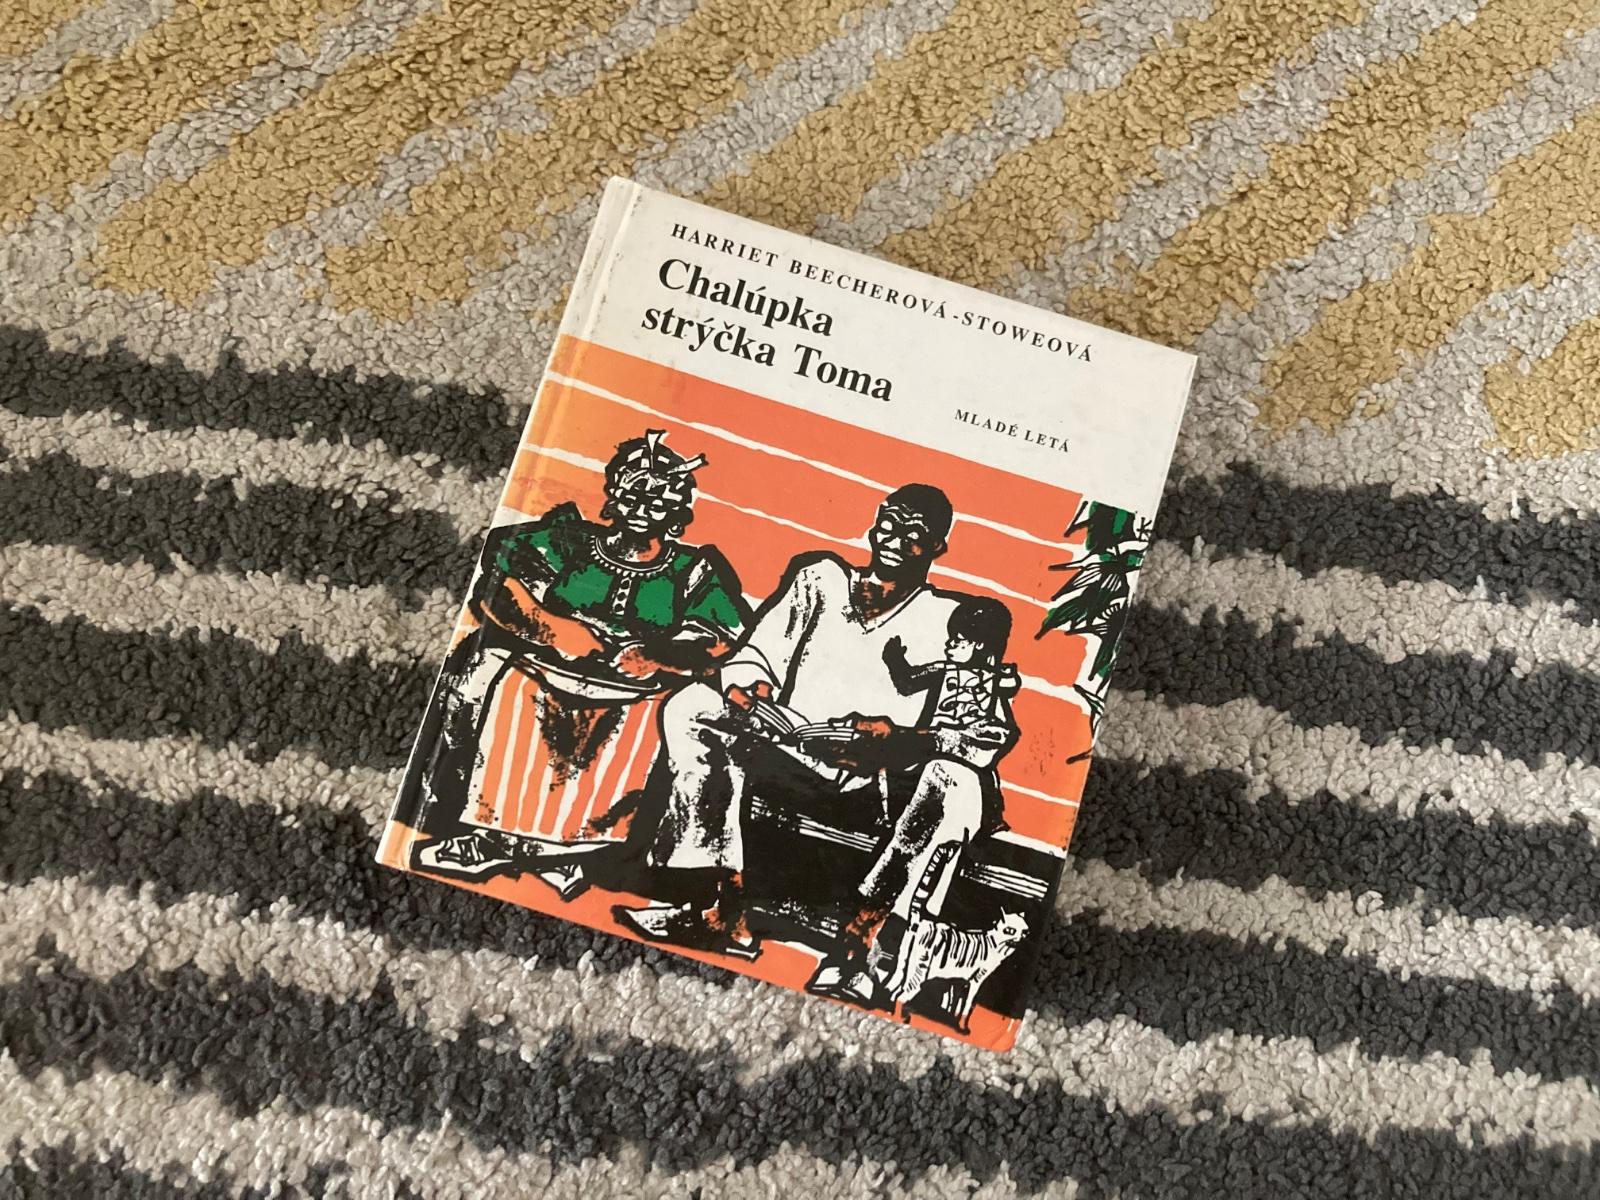 HARRIET BEECHEROVÁ-STOWEOVÁ
Chalúpka
strýčka Toma
MLADÉ LETÁ